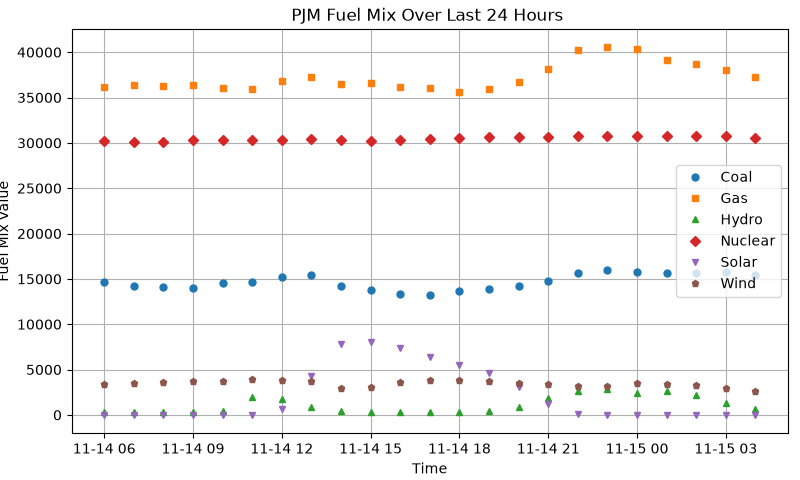 PJM Fuel Mix Over Last 24 Hours
40000
35000
30000
25000
20000
15000
10000
5000
0
Fuel Mix Value
Coal
Gas
Hydro
Nuclear
Solar
Wind
11-14 06
11-14 09
11-14 12
11-14 15
11-14 18
11-14 21
11-15 00
11-15 03
Time